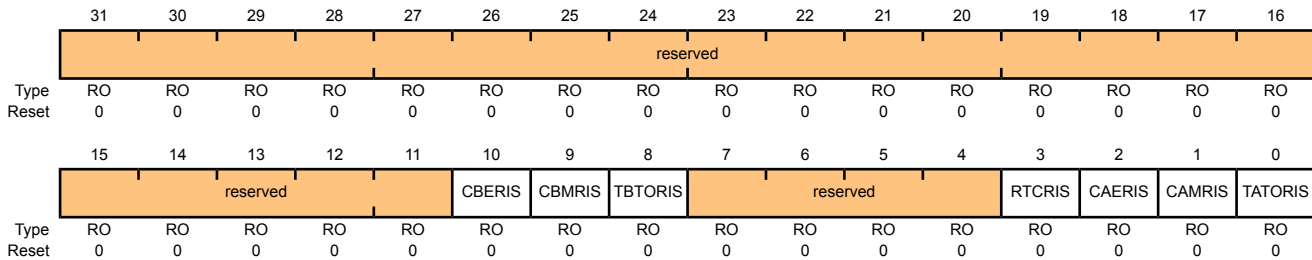 31 30 29 28 27 26 25 24 23 22 21 20 19 18 17 16
reserved
Type RO RO RO RO RO RO RO RO RO RO RO RO RO RO RO RO
Reset 0 0 0 0 0 0 0 0 0 0 0 0 0 0 0 0
15 14 13 12 11 10 9 8 7 6 5 4 3 2 1 0
reserved CBERIS CBMRIS TBTORIS reserved RTCRIS CAERIS CAMRIS TATORIS
Type RO RO RO RO RO RO RO RO RO RO RO RO RO RO RO RO
Reset 0 0 0 0 0 0 0 0 0 0 0 0 0 0 0 0